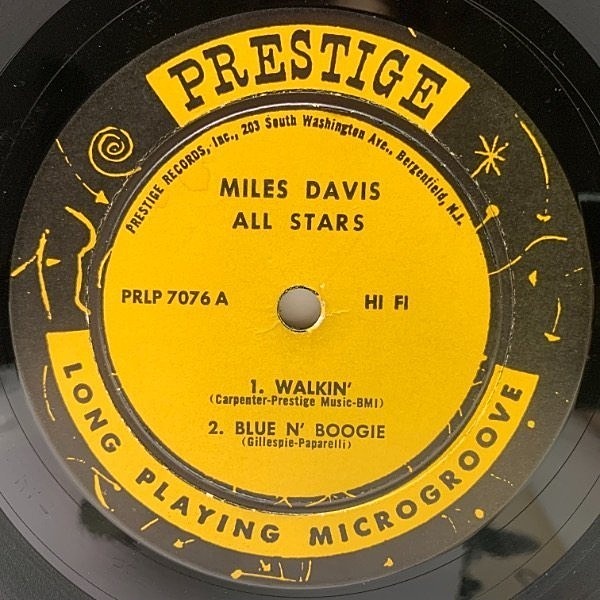 PRESTIGE
PRESTIGE RECORDS, Inc., 203 South Washington Ave., Bergenfield, N.J.
MILES DAVIS
ALL STARS
PRLP 7076 A
HI FI
1. WALKIN'
(Carpenter-Prestige Music-BMI)
2. BLUE N' BOOGIE
(Gillespie-Paparelli)
LONG PLAYING MICROGROOVE